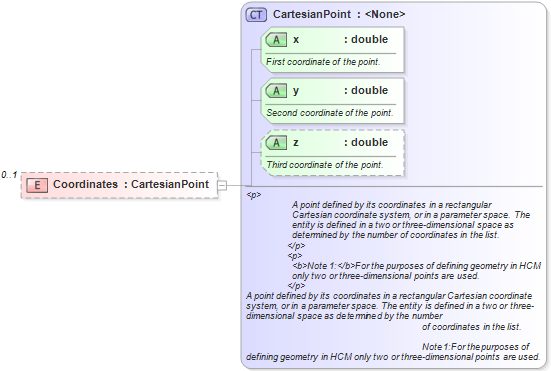 CT CartesianPoint : <None>
A x : double
First coordinate of the point.
A y : double
Second coordinate of the point.
A z : double
Third coordinate of the point.
0..1
E Coordinates : CartesianPoint
<p>
A point defined by its coordinates in a rectangular
Cartesian coordinate system, or in a parameter space. The
entity is defined in a two or three-dimensional space as
determined by the number of coordinates in the list.
</p>
<p>
<b>Note 1:</b>For the purposes of defining geometry in HCM
only two or three-dimensional points are used.
</p>
A point defined by its coordinates in a rectangular Cartesian coordinate
system, or in a parameter space. The entity is defined in a two or three-
dimensional space as determined by the number
of coordinates in the list.
Note 1:For the purposes of
defining geometry in HCM only two or three-dimensional points are used.